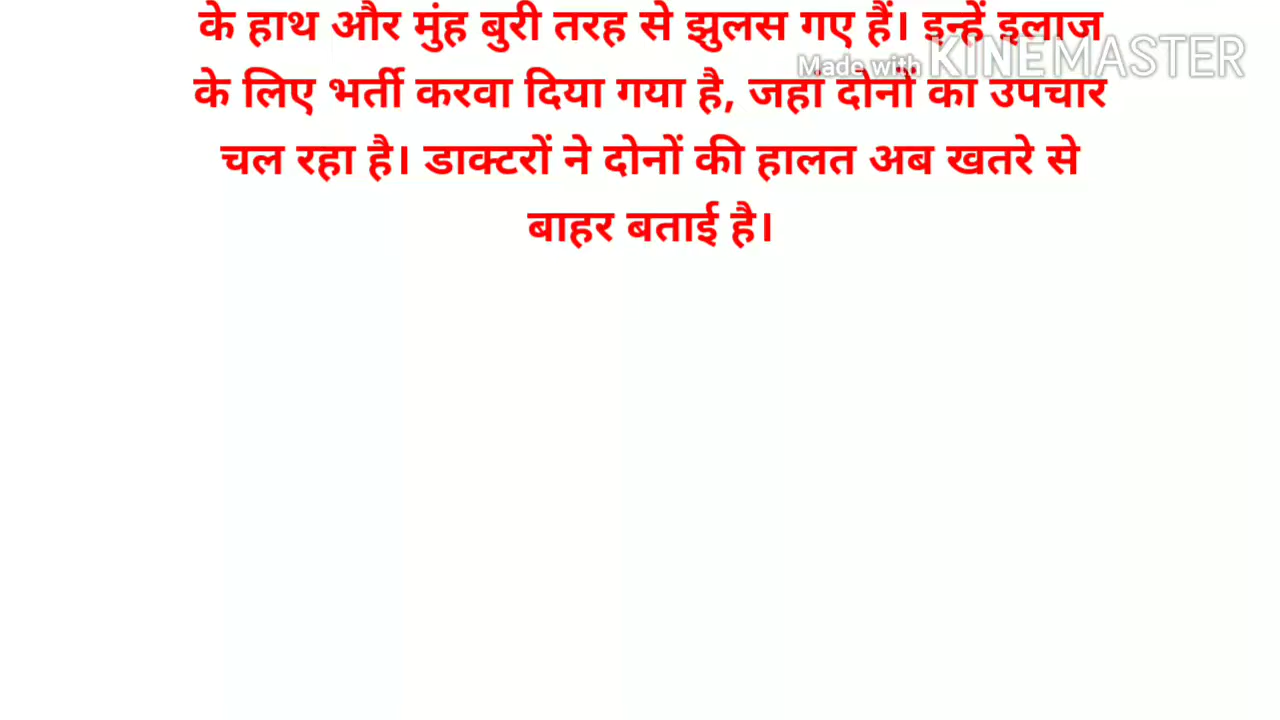 के हाथ और मुंह बुरी तरह से झुलस गए हैं। इन्हें इलाज
Made with KINEMASTER
के लिए भर्ती करवा दिया गया है, जहां दोनों का उपचार
चल रहा है। डाक्टरों ने दोनों की हालत अब खतरे से
बाहर बताई है।